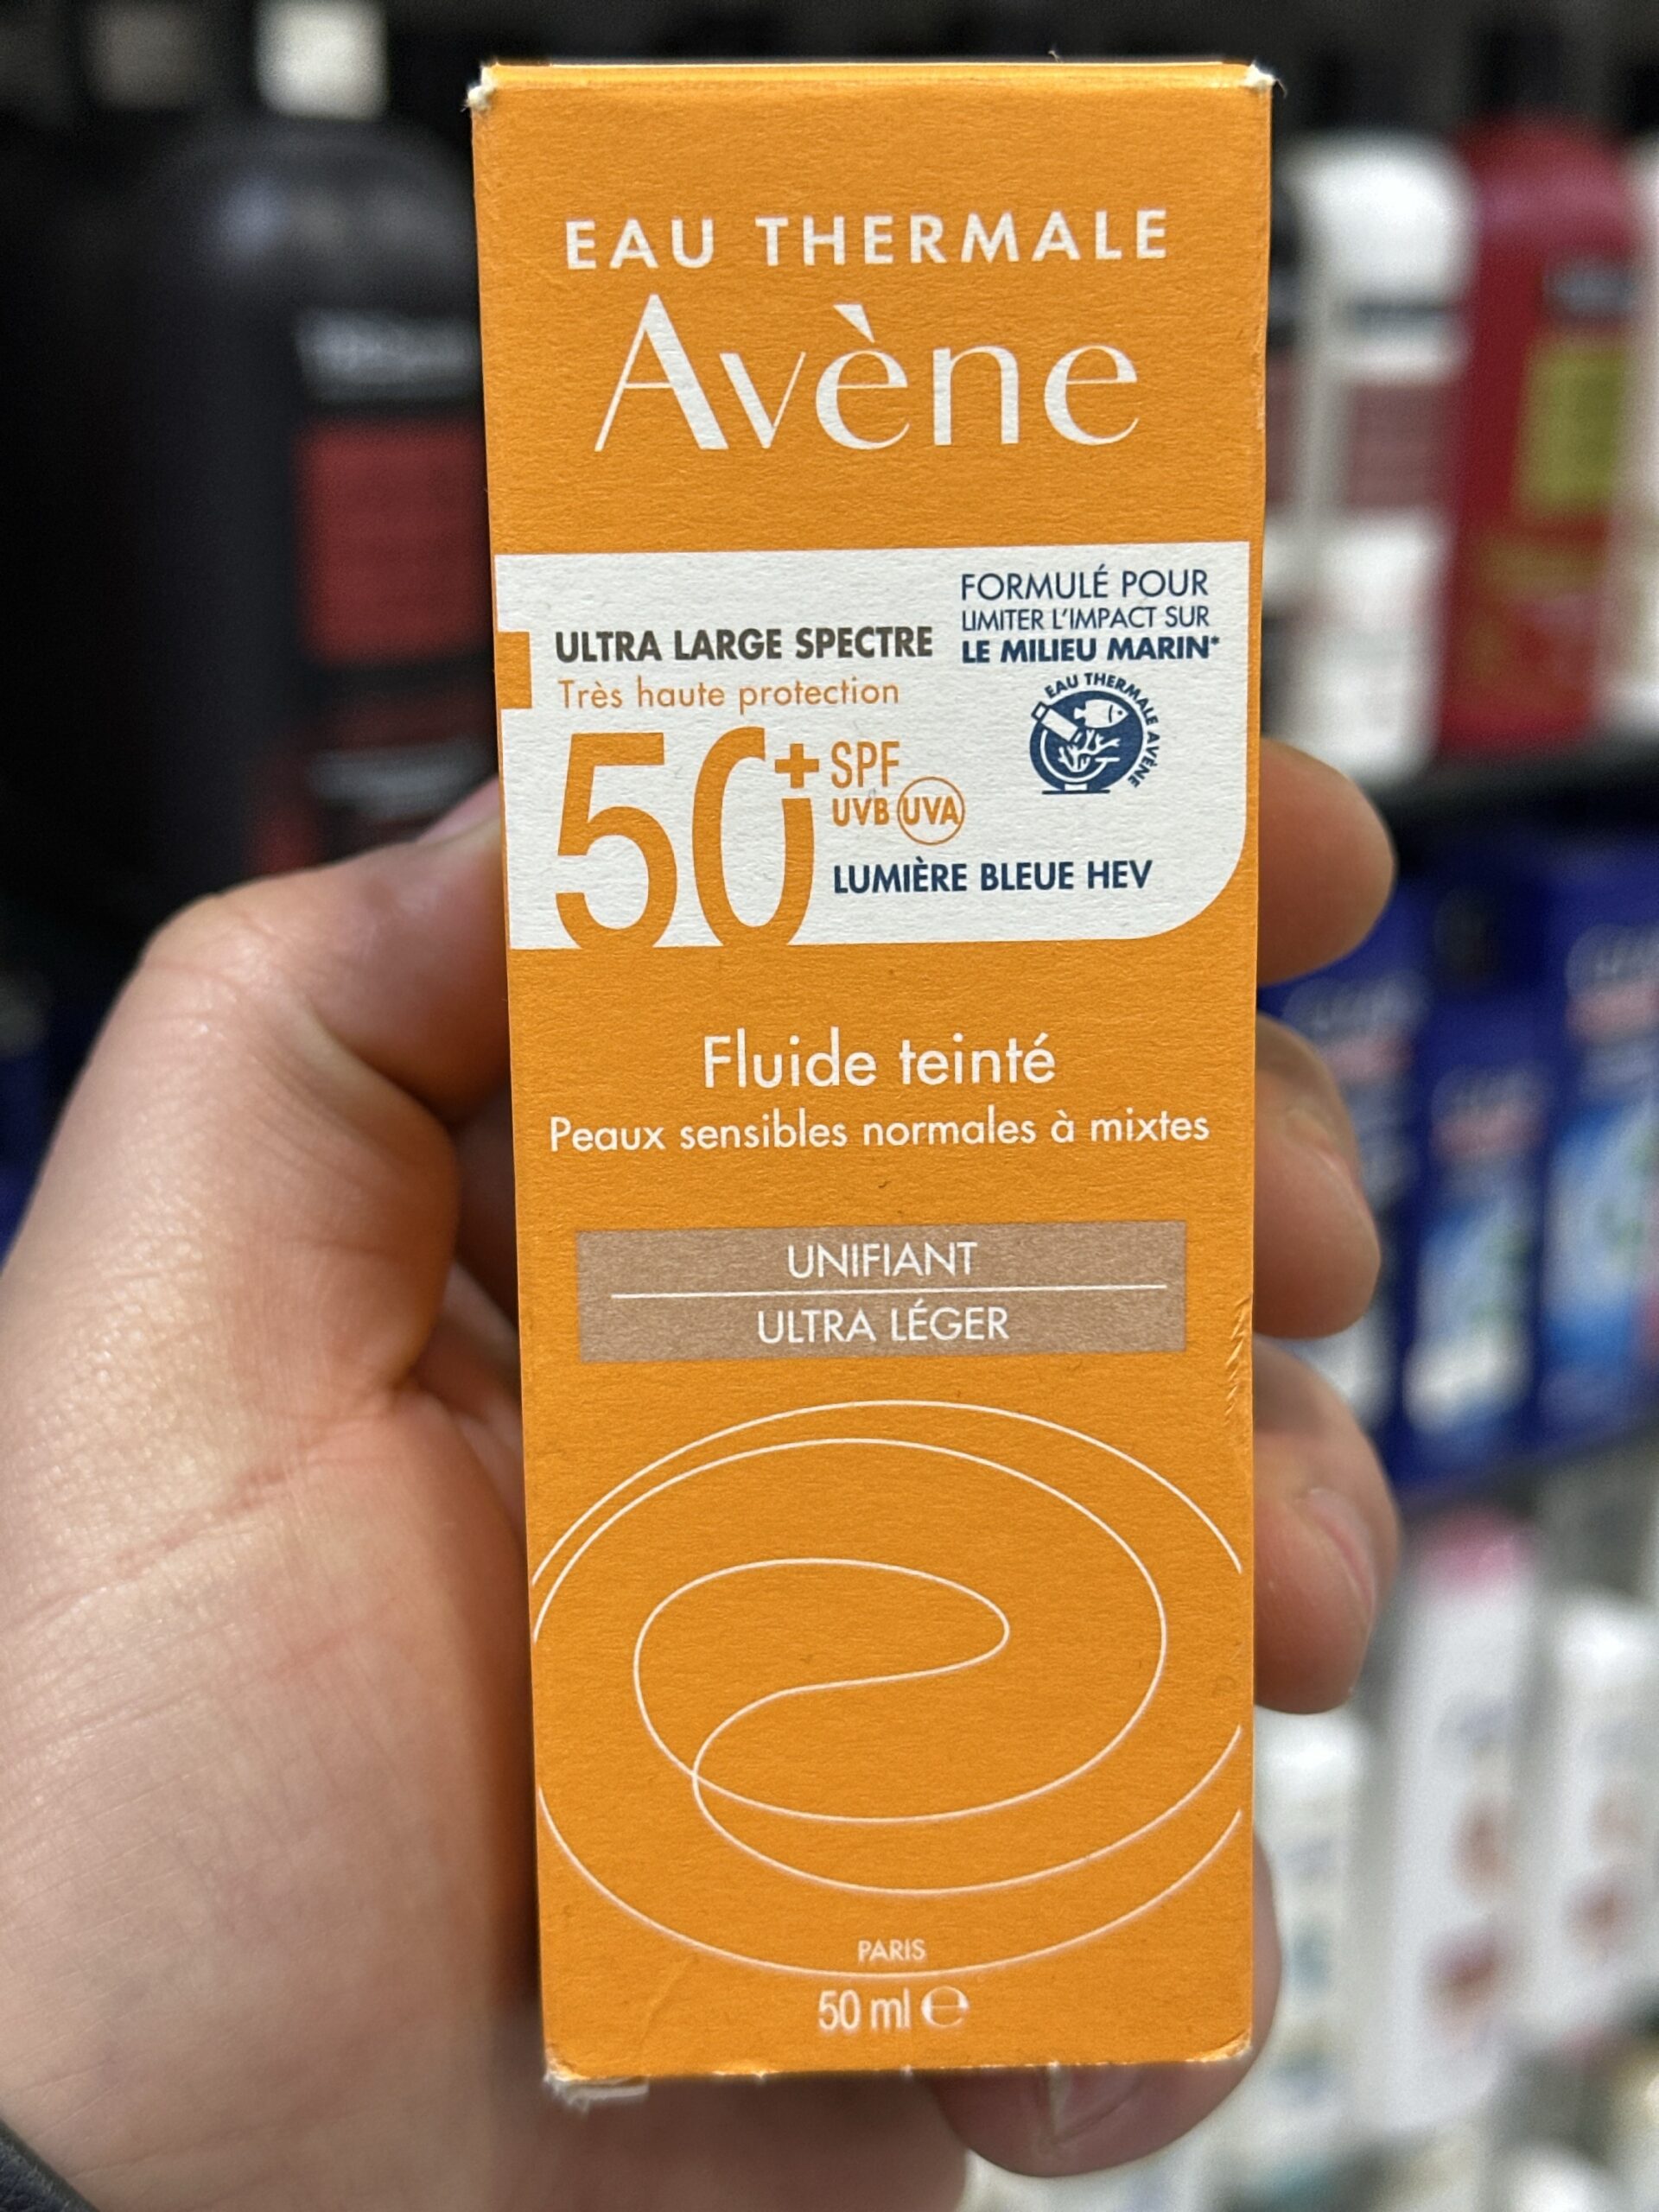 EAU THERMALE
Avène
ULTRA LARGE SPECTRE
Très haute protection
50+ SPF
UVB UVA
LUMIÈRE BLEUE HEV
FORMULÉ POUR
LIMITER L'IMPACT SUR
LE MILIEU MARIN*
EAU THERMALE AVÈNE
Fluide teinté
Peaux sensibles normales à mixtes
UNIFIANT
ULTRA LÉGER
PARIS
50 ml ℮